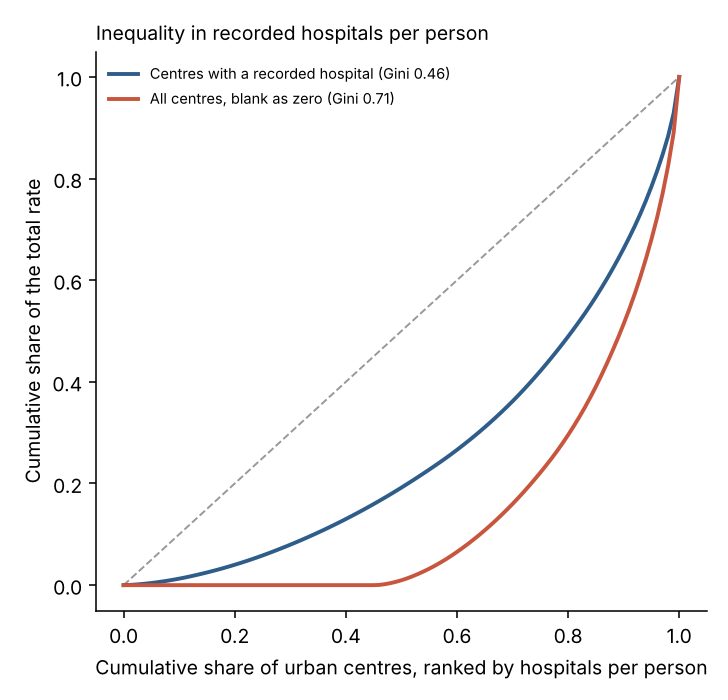 Inequality in recorded hospitals per person
Centres with a recorded hospital (Gini 0.46)
All centres, blank as zero (Gini 0.71)
Cumulative share of the total rate
1.0
0.8
0.6
0.4
0.2
0.0
0.0 0.2 0.4 0.6 0.8 1.0
Cumulative share of urban centres, ranked by hospitals per person